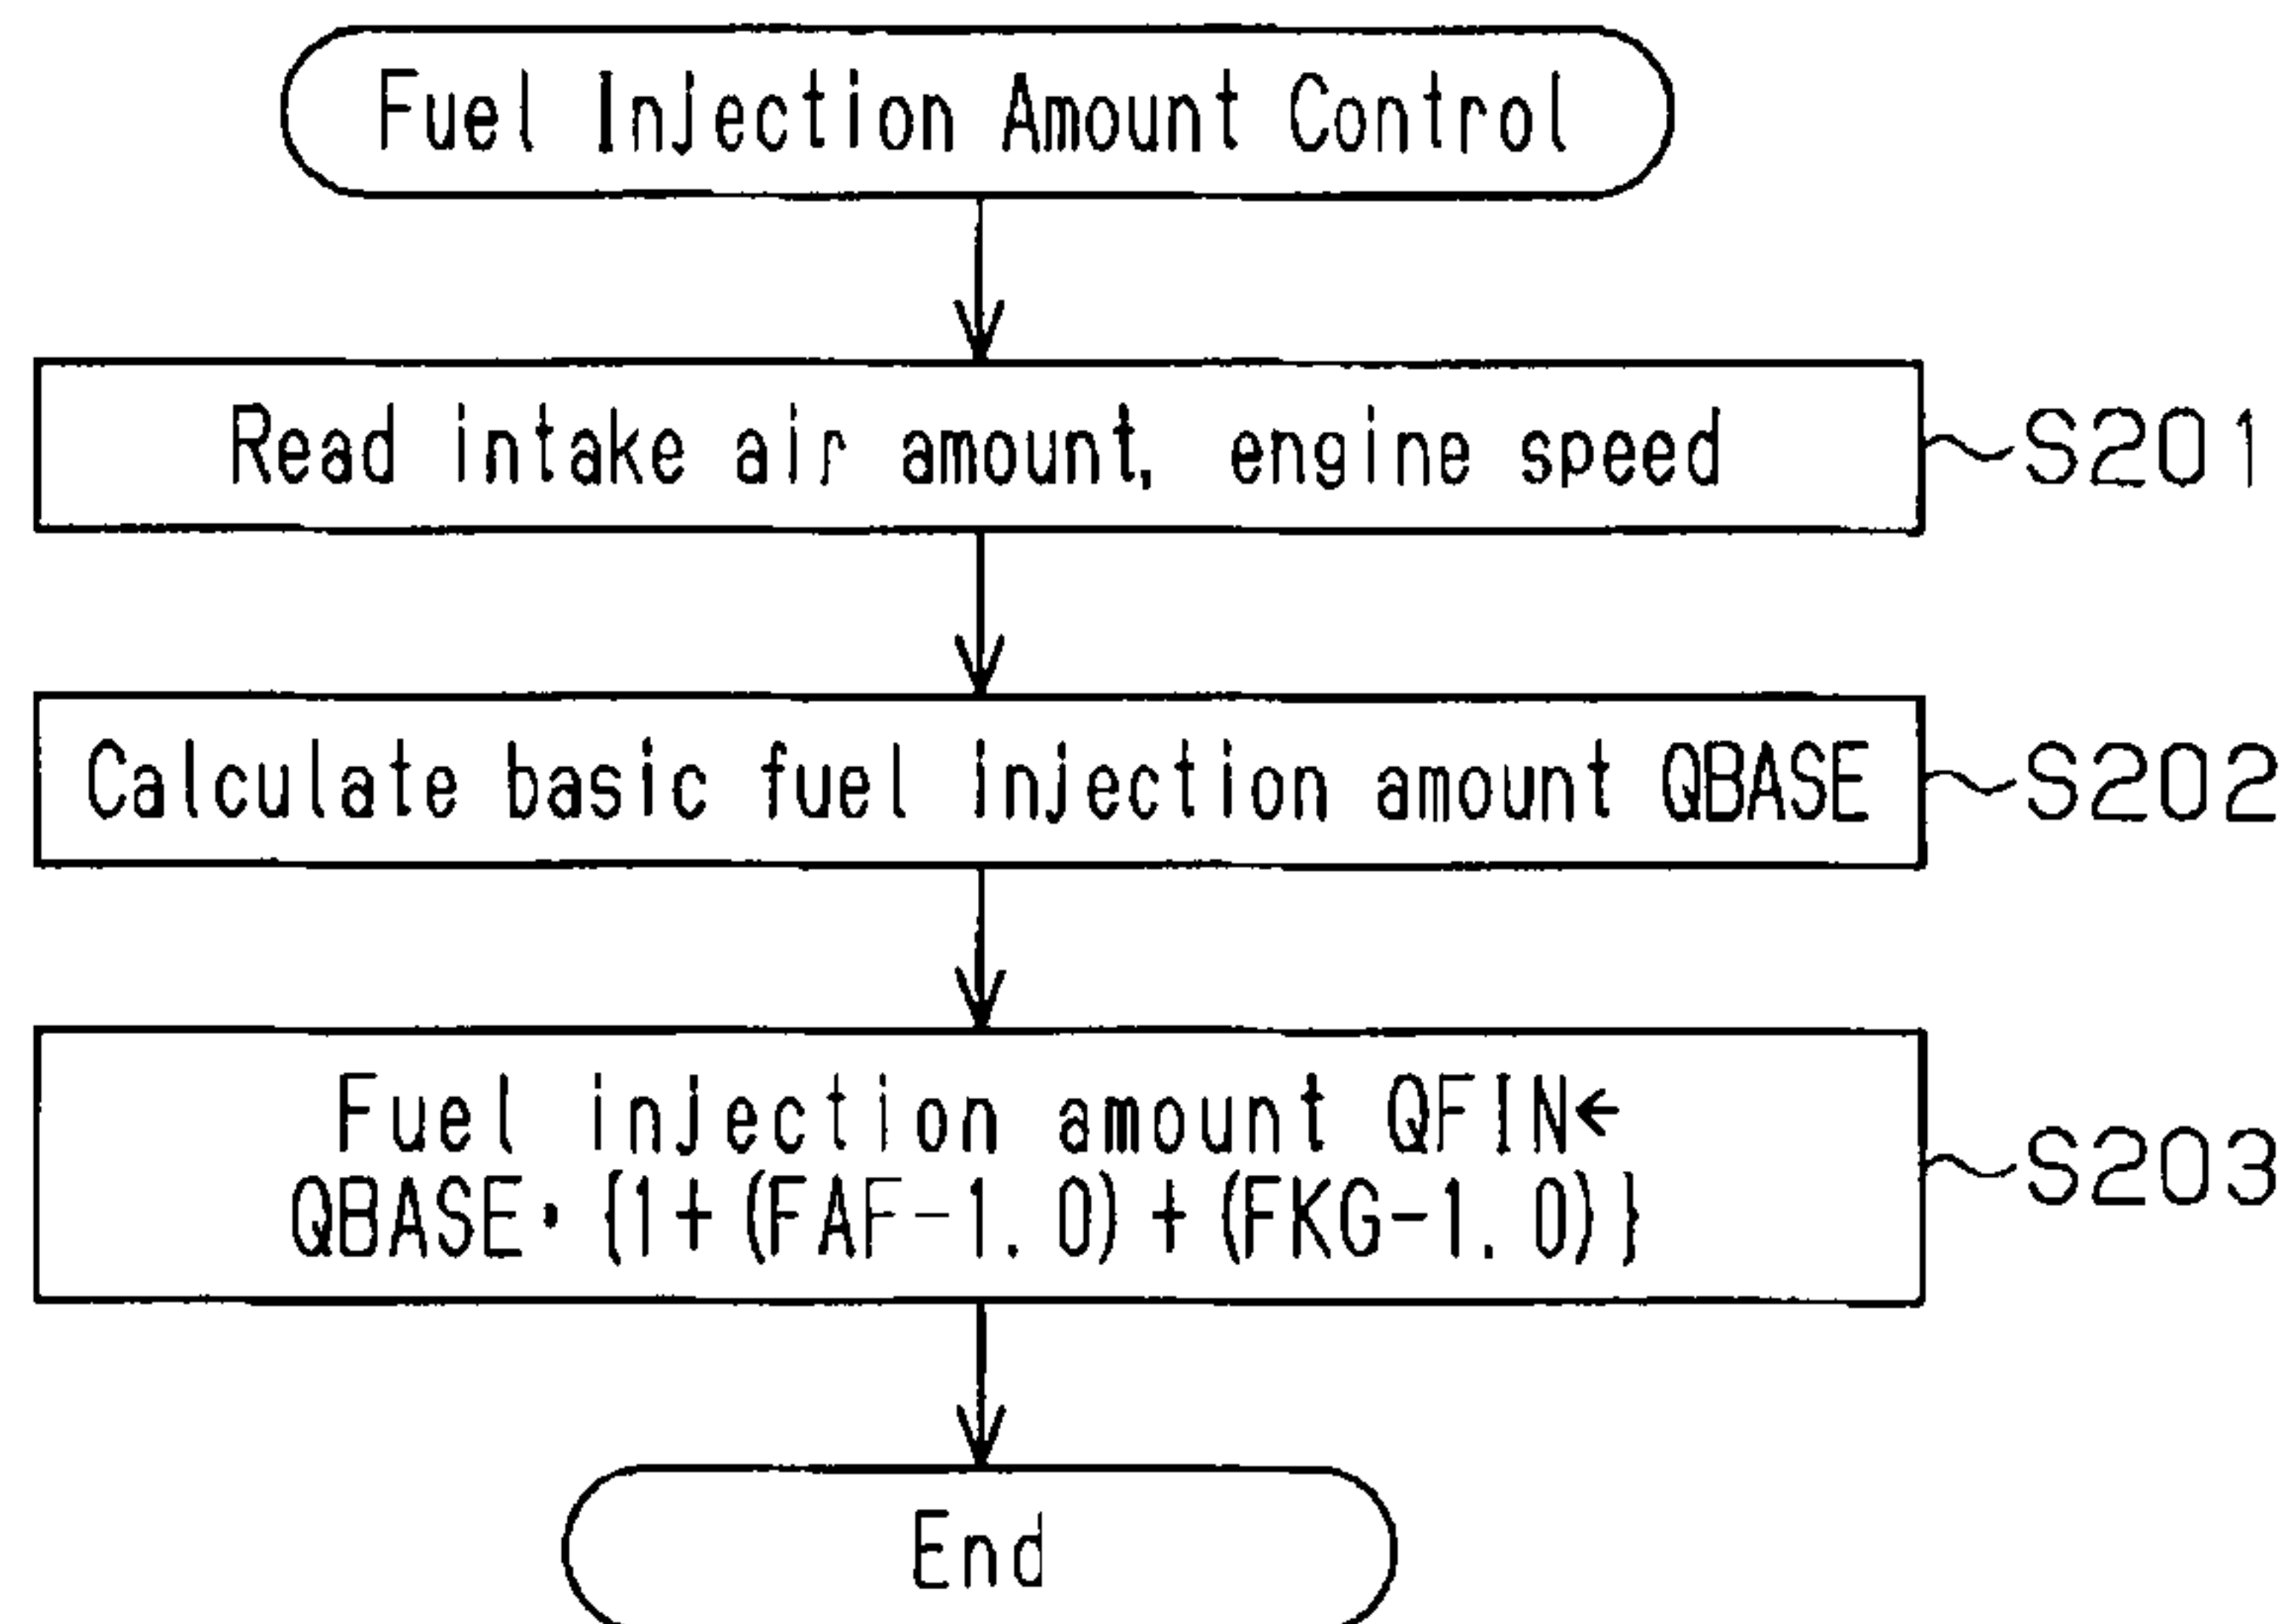 Fuel Injection Amount Control
Read intake air amount, engine speed
S201
Calculate basic fuel injection amount QBASE
S202
Fuel injection amount QFIN←
QBASE·{1+(FAF-1.0)+(FKG-1.0)}
S203
End